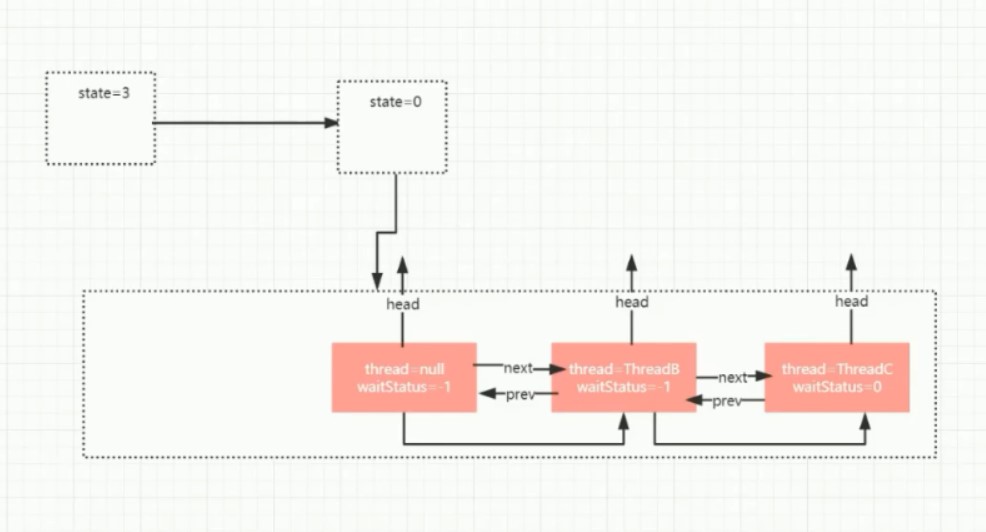 state=3
state=0
head
head
head
thread=null
waitStatus=-1
next
prev
thread=ThreadB
waitStatus=-1
next
prev
thread=ThreadC
waitStatus=0